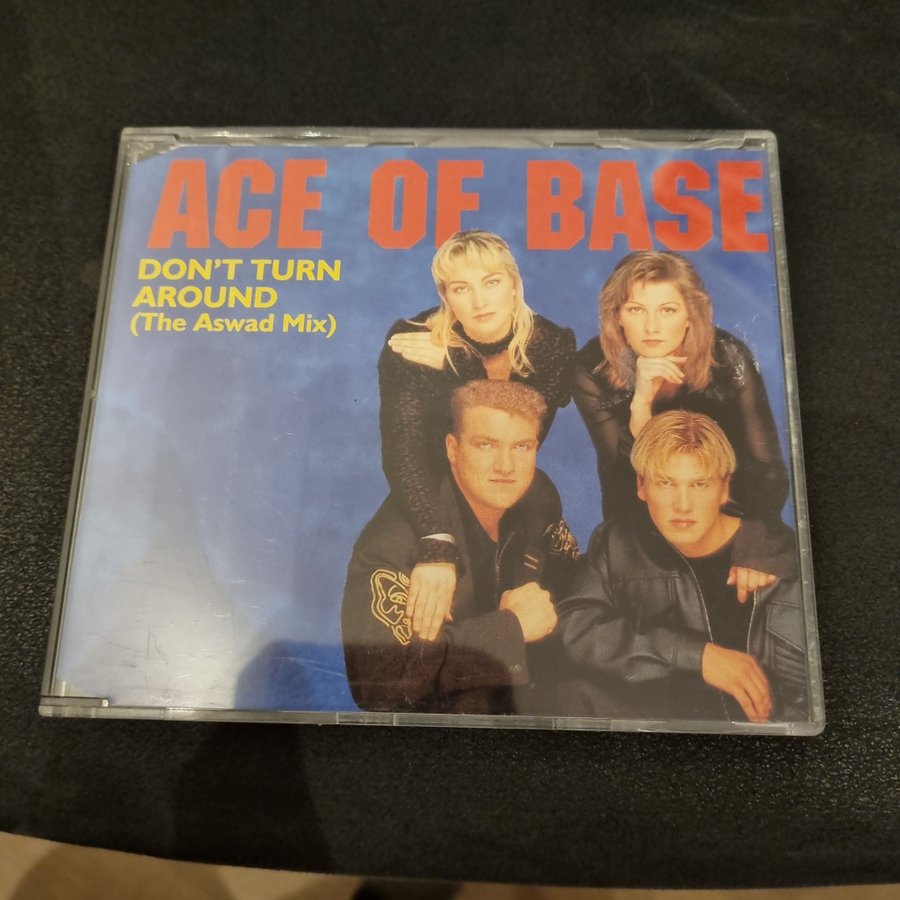 ACE OF BASE
DON'T TURN
AROUND
(The Aswad Mix)